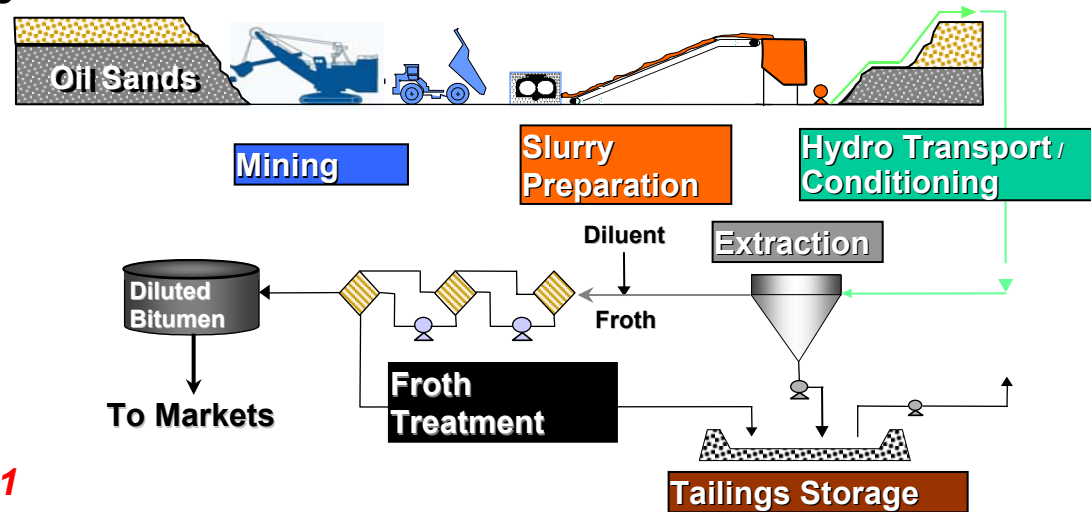 Oil Sands
Mining
Slurry
Preparation
Hydro Transport /
Conditioning
Diluent
Extraction
Diluted
Bitumen
Froth
Froth
Treatment
To Markets
1
Tailings Storage